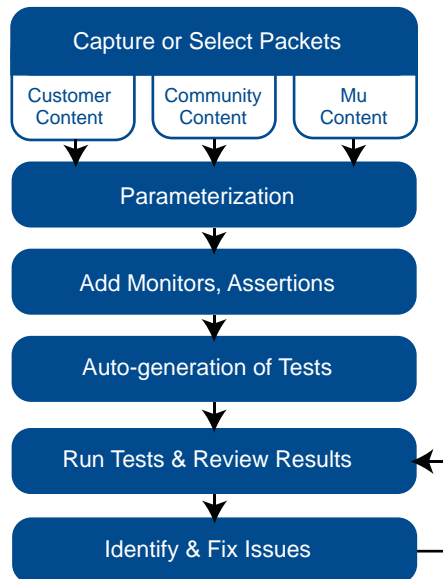 Capture or Select Packets
Customer
Content
Community
Content
Mu
Content
Parameterization
Add Monitors, Assertions
Auto-generation of Tests
Run Tests & Review Results
Identify & Fix Issues